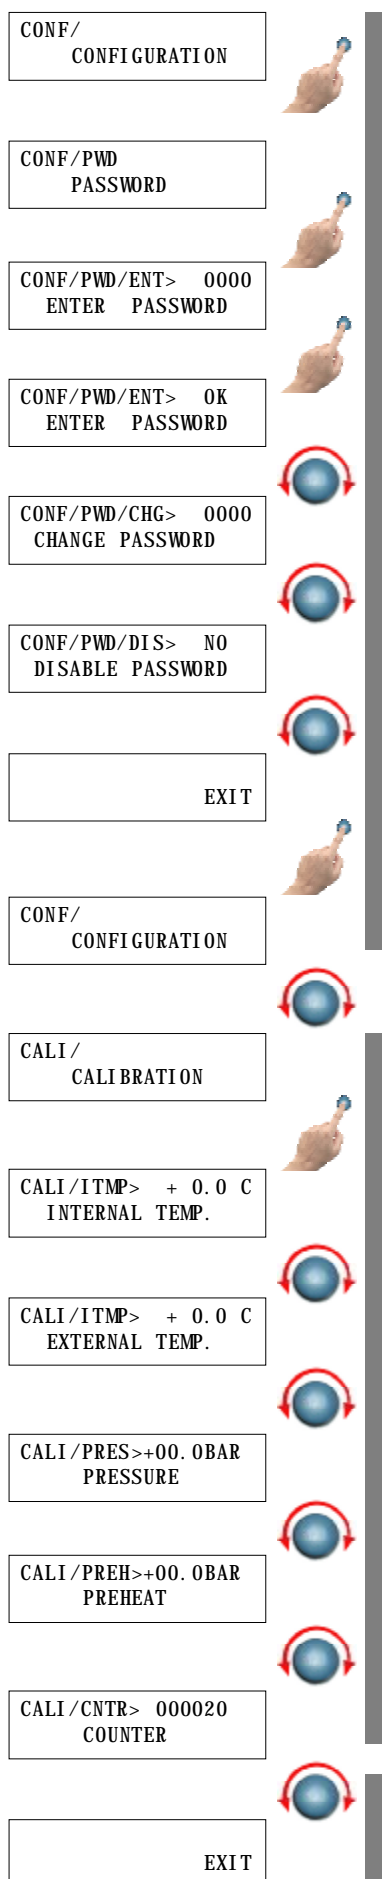 CONF/
CONFIGURATION
CONF/PWD
PASSWORD
CONF/PWD/ENT> 0000
ENTER PASSWORD
CONF/PWD/ENT> OK
ENTER PASSWORD
CONF/PWD/CHG> 0000
CHANGE PASSWORD
CONF/PWD/DIS> NO
DISABLE PASSWORD
EXIT
CONF/
CONFIGURATION
CALI/
CALIBRATION
CALI/ITMP> + 0.0 C
INTERNAL TEMP.
CALI/ITMP> + 0.0 C
EXTERNAL TEMP.
CALI/PRES>+00.0BAR
PRESSURE
CALI/PREH>+00.0BAR
PREHEAT
CALI/CNTR> 000020
COUNTER
EXIT